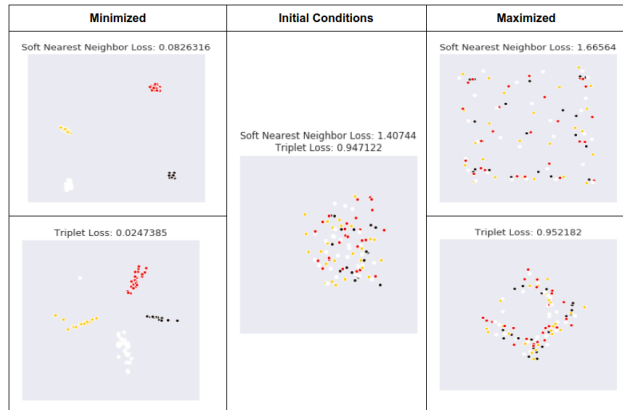 Minimized
Initial Conditions
Maximized
Soft Nearest Neighbor Loss: 0.0826316
Soft Nearest Neighbor Loss: 1.40744
Triplet Loss: 0.947122
Soft Nearest Neighbor Loss: 1.66564
Triplet Loss: 0.0247385
Triplet Loss: 0.952182